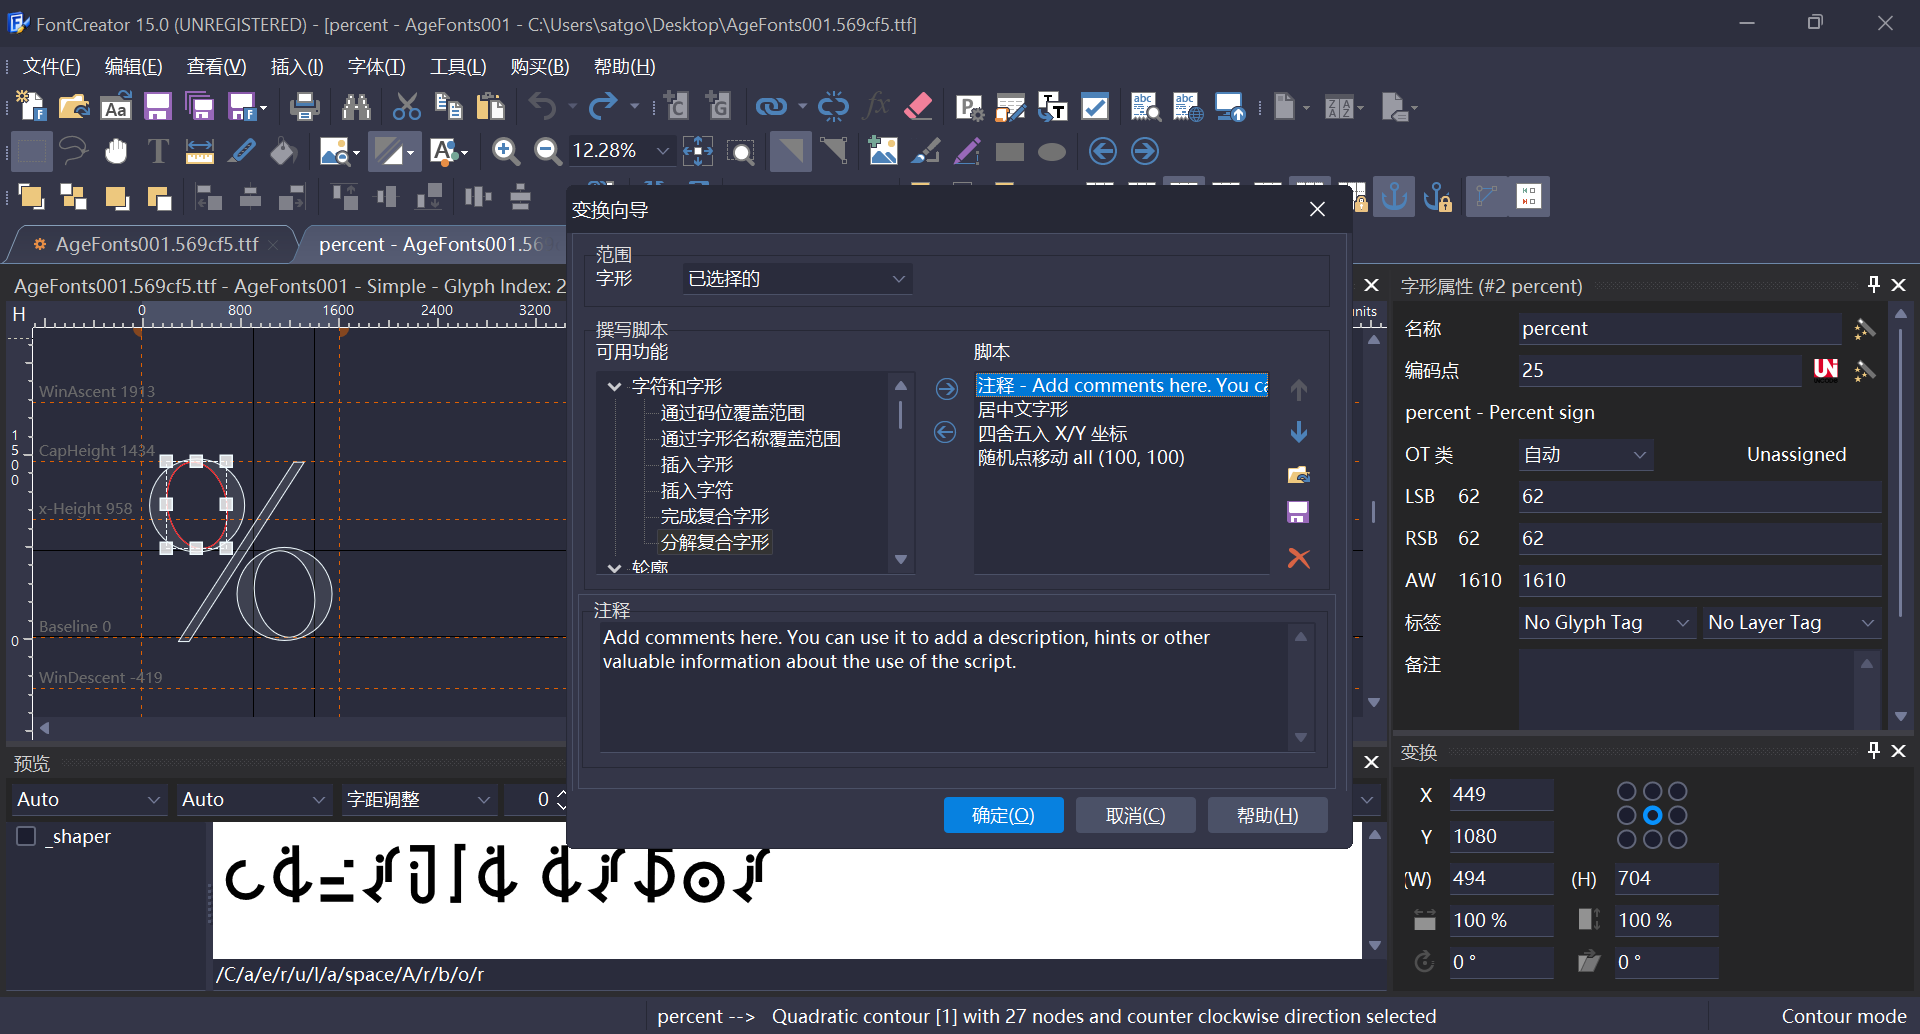 FontCreator 15.0 (UNREGISTERED) - [percent - AgeFonts001 - C:\Users\satgo\Desktop\AgeFonts001.569cf5.ttf]
文件(F) 编辑(E) 查看(V) 插入(I) 字体(T) 工具(L) 购买(B) 帮助(H)
12.28%
AgeFonts001.569cf5.ttf
percent - AgeFonts001.56
AgeFonts001.569cf5.ttf - AgeFonts001 - Simple - Glyph Index: 2
H
0 800 1600 2400 3200
nits
WinAscent 1913
CapHeight 1434
1500
x-Height 958
Baseline 0
0
WinDescent -419
变换向导
范围
字形 已选择的
撰写脚本
可用功能
字符和字形
通过码位覆盖范围
通过字形名称覆盖范围
插入字形
插入字符
完成复合字形
分解复合字形
轮廓
脚本
注释 - Add comments here. You ca
居中文字形
四舍五入 X/Y 坐标
随机点移动 all (100, 100)
注释
Add comments here. You can use it to add a description, hints or other
valuable information about the use of the script.
确定(O) 取消(C) 帮助(H)
字形属性 (#2 percent)
名称 percent
编码点 25
percent - Percent sign
OT 类 自动 Unassigned
LSB 62 62
RSB 62 62
AW 1610 1610
标签 No Glyph Tag No Layer Tag
备注
变换
X 449
Y 1080
(W) 494 (H) 704
100 % 100 %
0 ° 0 °
预览
Auto Auto 字距调整 0
_shaper
/C/a/e/r/u/l/a/space/A/r/b/o/r
percent --> Quadratic contour [1] with 27 nodes and counter clockwise direction selected
Contour mode